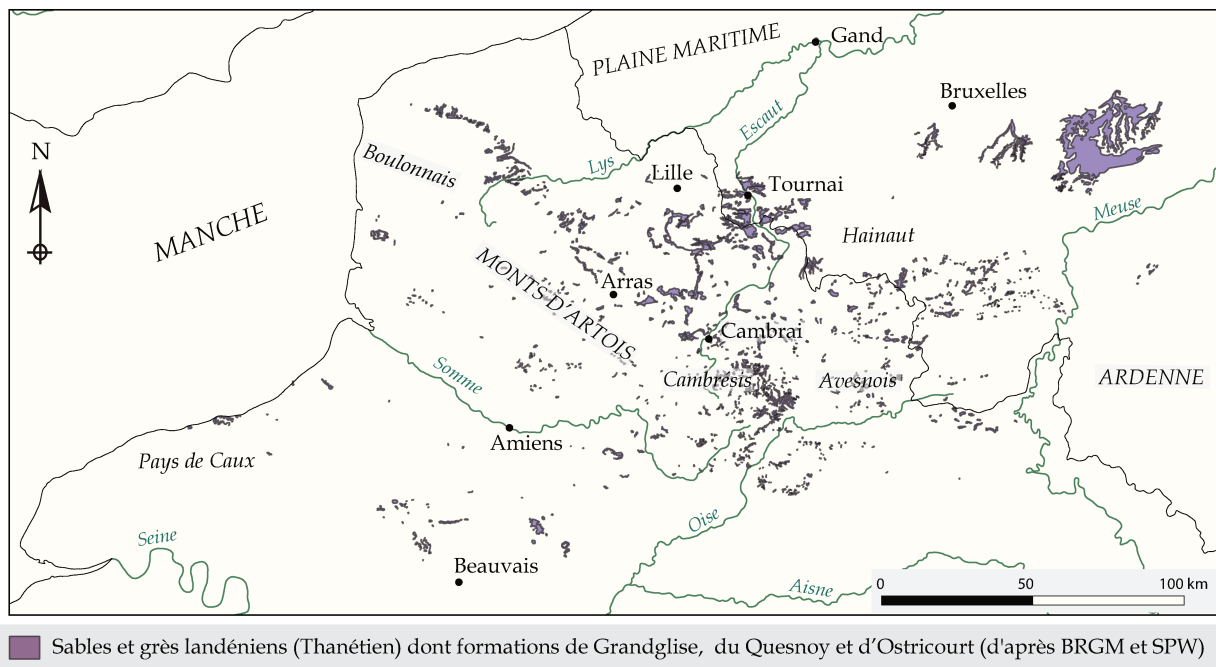 Gand
PLAINE MARITIME
Bruxelles
Escaut
N
Boulonnais
Lys
Lille
Tournai
Meuse
MANCHE
Hainaut
MONTS D'ARTOIS
Arras
Cambrai
Somme
Cambrésis
Avesnois
ARDENNE
Amiens
Pays de Caux
Oise
Seine
Beauvais
Aisne
0 50 100 km
Sables et grès landéniens (Thanétien) dont formations de Grandglise, du Quesnoy et d’Ostricourt (d'après BRGM et SPW)